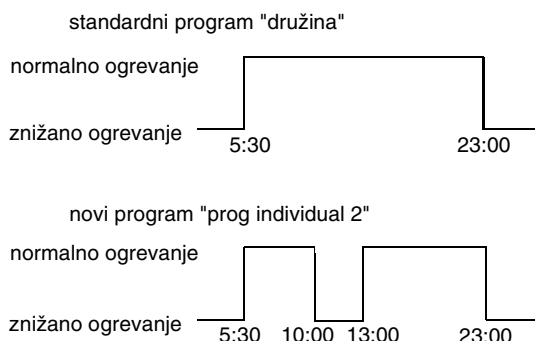 standardni program "družina"
normalno ogrevanje
znižano ogrevanje
5:30 23:00
novi program "prog individual 2"
normalno ogrevanje
znižano ogrevanje
5:30 10:00 13:00 23:00